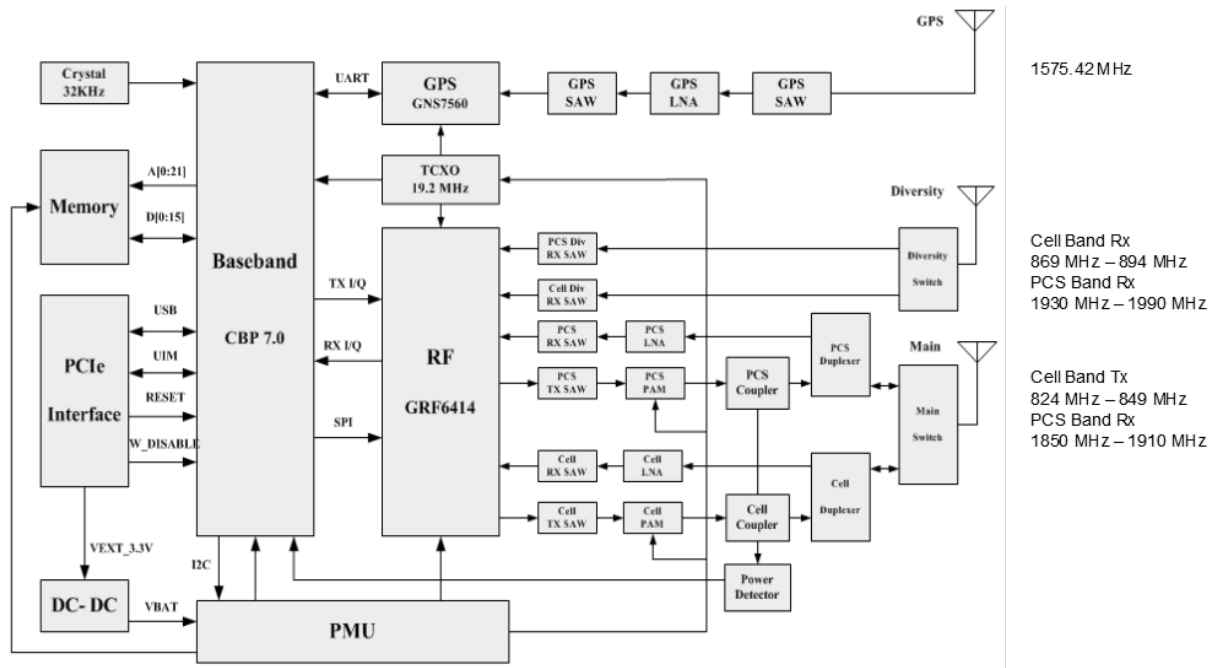 GPS
1575.42 MHz
Crystal
32KHz
UART
GPS
GNS7560
GPS
SAW
GPS
LNA
GPS
SAW
TCXO
19.2 MHz
Memory
A[0:21]
D[0:15]
Baseband
CBP 7.0
Diversity
PCS Div
RX SAW
Cell Div
RX SAW
Diversity
Switch
Cell Band Rx
869 MHz – 894 MHz
PCS Band Rx
1930 MHz – 1990 MHz
TX I/Q
RX I/Q
SPI
RF
GRF6414
PCIe
Interface
USB
UIM
RESET
W_DISABLE
PCS
RX SAW
PCS
LNA
PCS
TX SAW
PCS
PAM
PCS
Coupler
PCS
Duplexer
Main
Main
Switch
Cell Band Tx
824 MHz – 849 MHz
PCS Band Rx
1850 MHz – 1910 MHz
Cell
RX SAW
Cell
LNA
Cell
TX SAW
Cell
PAM
Cell
Coupler
Cell
Duplexer
Power
Detector
VEXT_3.3V
I2C
DC- DC
VBAT
PMU